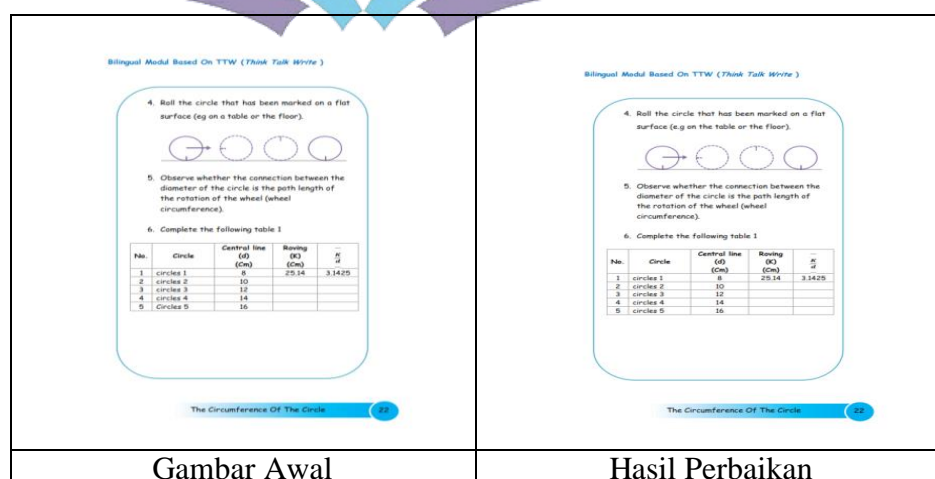 Bilingual Modul Based On TTW (Think Talk Write )
4. Roll the circle that has been marked on a flat
surface (eg on a table or the floor).
5. Observe whether the connection between the
diameter of the circle is the path length of
the rotation of the wheel (wheel
circumference).
6. Complete the following table 1
No. Circle Central line (d) (Cm) Roving (K) (Cm) K/d
1 circles 1 8 25.14 3.1425
2 circles 2 10
3 circles 3 12
4 circles 4 14
5 Circles 5 16
The Circumference Of The Circle 22
Gambar Awal
Bilingual Modul Based On TTW (Think Talk Write )
4. Roll the circle that has been marked on a flat
surface (e.g on the table or the floor).
5. Observe whether the connection between the
diameter of the circle is the path length of
the rotation of the wheel (wheel
circumference).
6. Complete the following table 1
No. Circle Central line (d) (Cm) Roving (K) (Cm) K/d
1 circles 1 8 25.14 3.1425
2 circles 2 10
3 circles 3 12
4 circles 4 14
5 Circles 5 16
The Circumference Of The Circle 22
Hasil Perbaikan